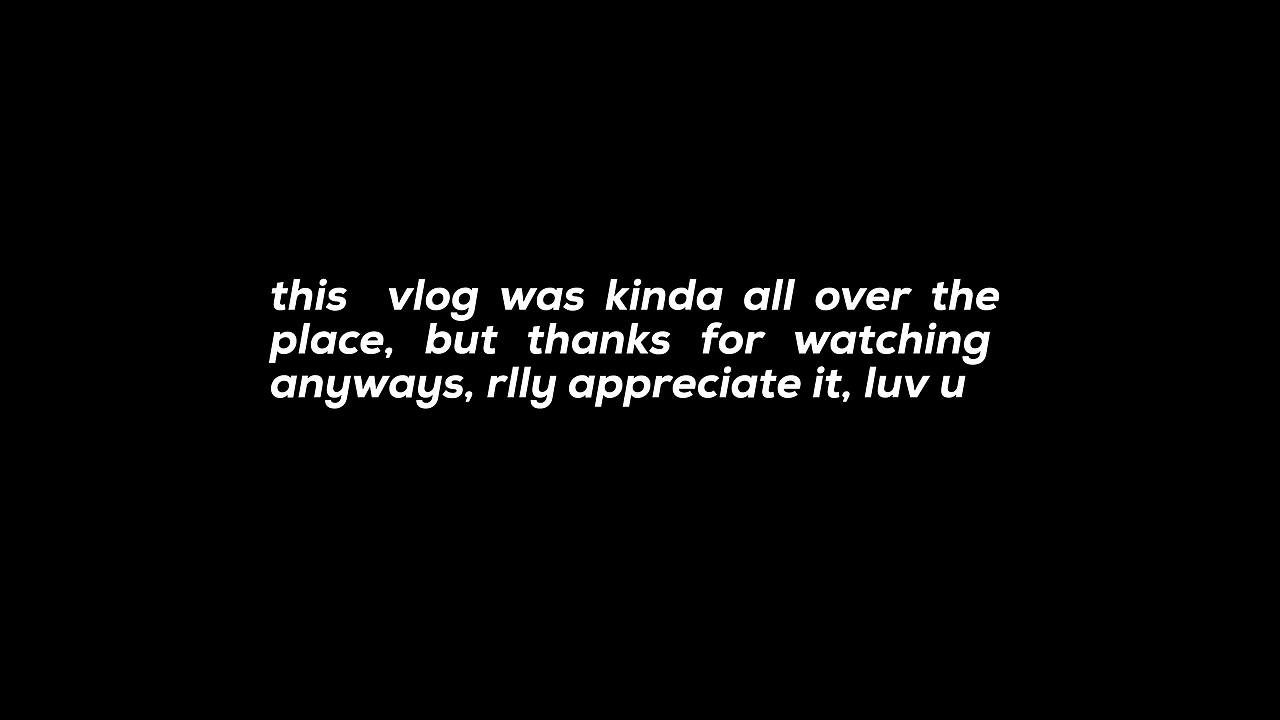 this vlog was kinda all over the
place, but thanks for watching
anyways, rlly appreciate it, luv u